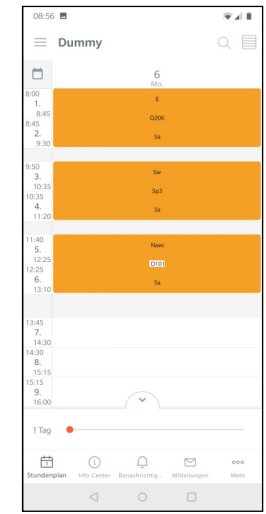 08:56
Dummy
6
Mo.
8:00
1.
8:45
E
O206
Sa
8:45
2.
9:30
9:50
3.
10:35
Sw
Sp3
Sa
10:35
4.
11:20
11:40
5.
12:25
Nawi
O101
Sa
12:25
6.
13:10
13:45
7.
14:30
14:30
8.
15:15
15:15
9.
16:00
1 Tag
Stundenplan Info-Center Benachrichtig... Mitteilungen Mehr